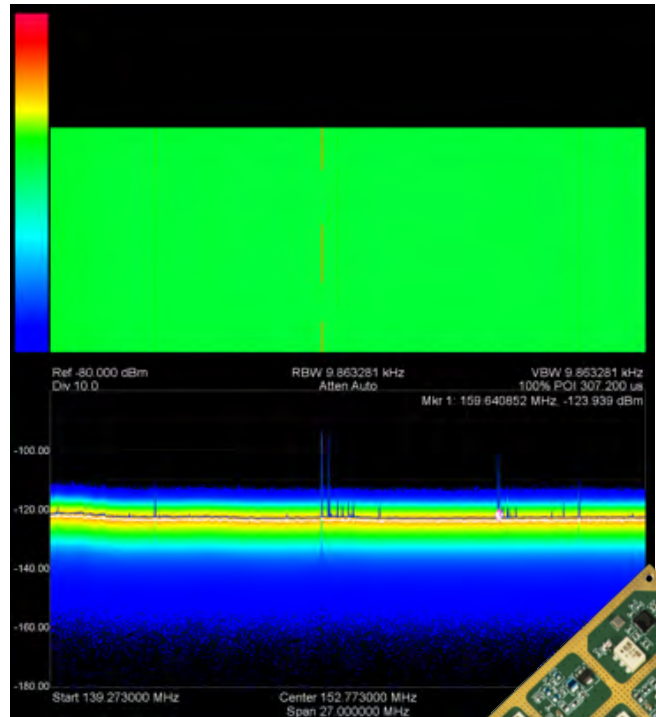 Ref -80.000 dBm RBW 9.863281 kHz VBW 9.863281 kHz
Div 10.0 Atten Auto 100% POI 307.200 us
Mkr 1: 159.640852 MHz, -123.939 dBm
-100.00
-120.00
-140.00
-160.00
-180.00
Start 139.273000 MHz Center 152.773000 MHz
Span 27.000000 MHz